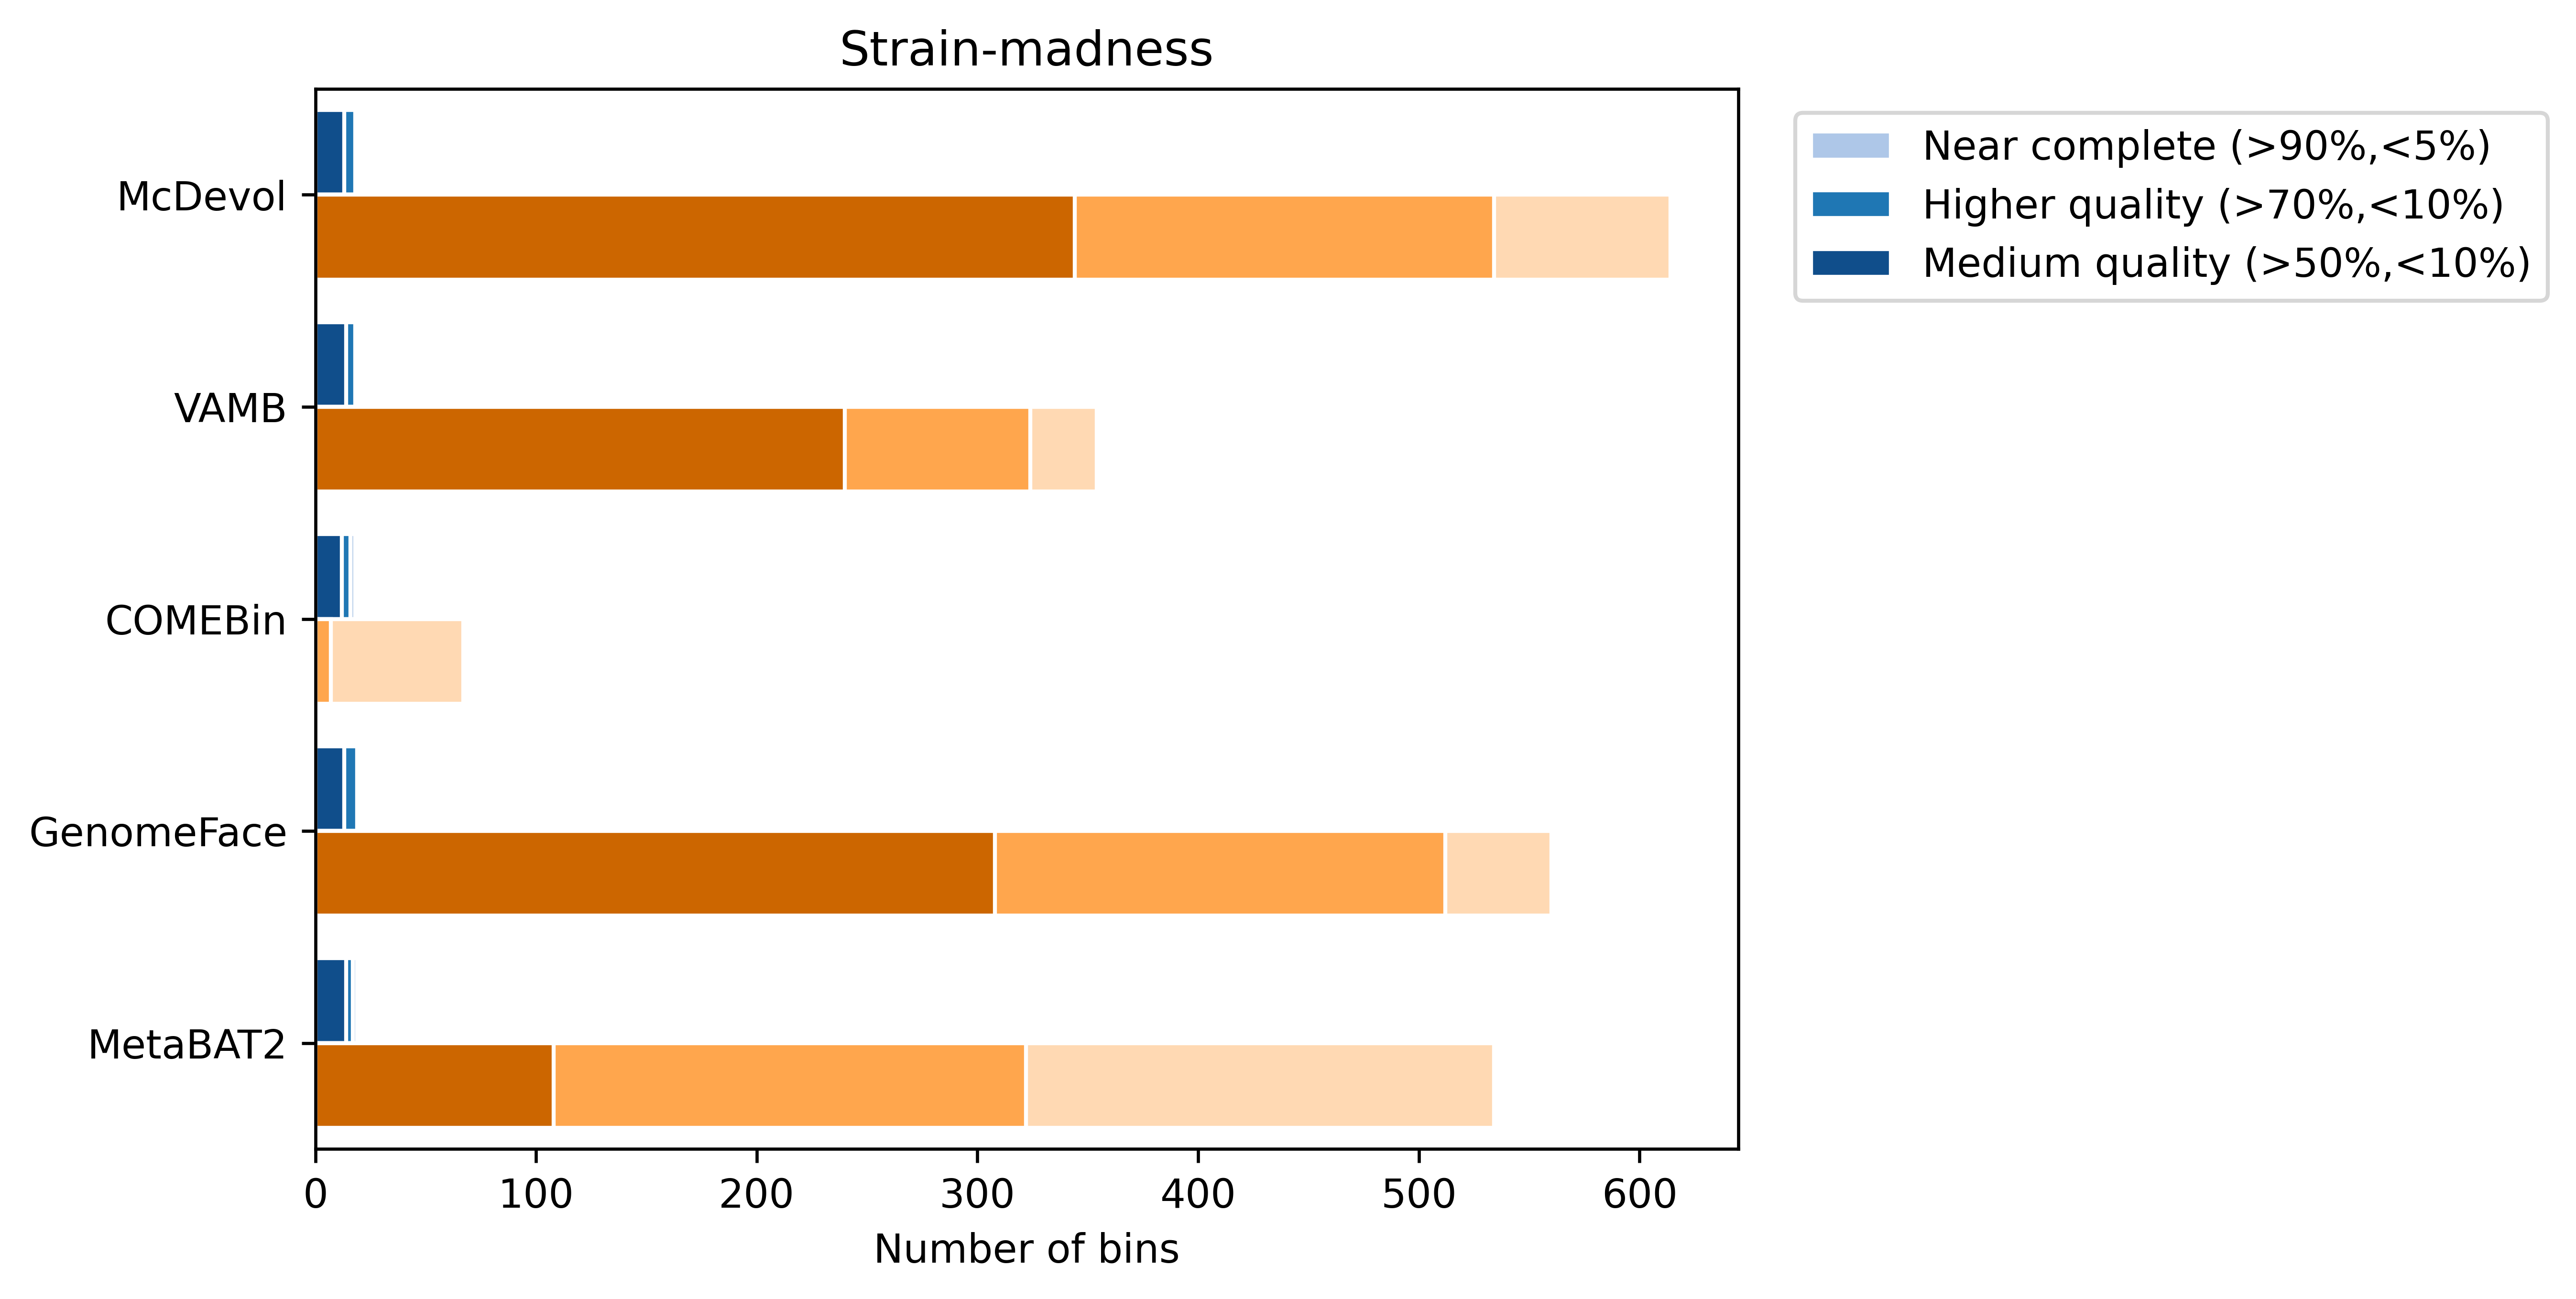 Strain-madness
McDevol
VAMB
COMEBin
GenomeFace
MetaBAT2
0 100 200 300 400 500 600
Number of bins
Near complete (>90%,<5%)
Higher quality (>70%,<10%)
Medium quality (>50%,<10%)